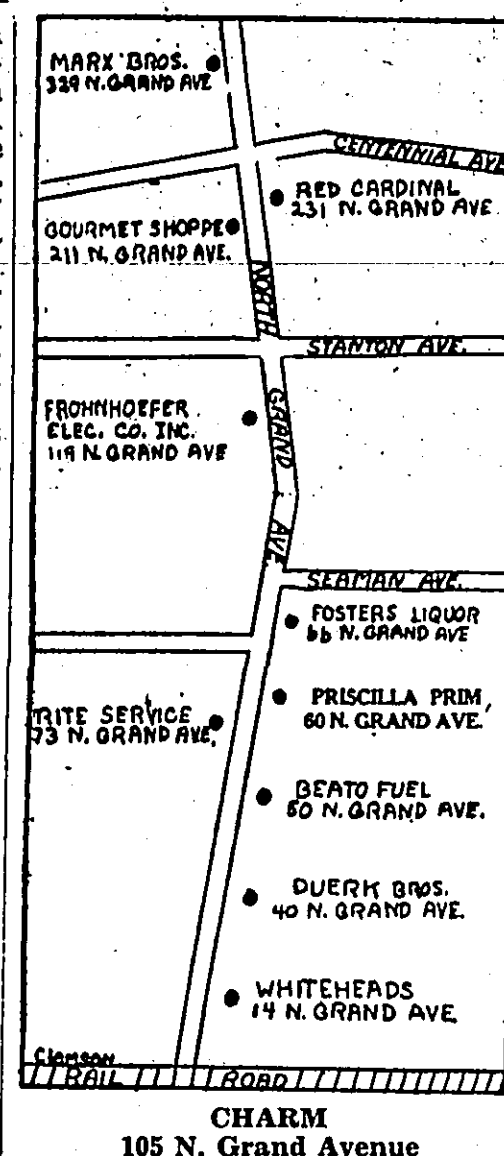 MARX BROS.
329 N. GRAND AVE
CENTENNIAL AVE
RED CARDINAL
231 N. GRAND AVE
GOURMET SHOPPE
211 N. GRAND AVE.
NORTH GRAND AVE
STANTON AVE.
FROHNHOEFER
ELEC. CO. INC.
119 N. GRAND AVE
SEAMAN AVE.
FOSTERS LIQUOR
66 N. GRAND AVE
PRISCILLA PRIM,
60 N. GRAND AVE.
RITE SERVICE
73 N. GRAND AVE,
BEATO FUEL
50 N. GRAND AVE.
DUERK BROS.
40 N. GRAND AVE.
WHITEHEADS
14 N. GRAND AVE
RAIL ROAD
CHARM
105 N. Grand Avenue